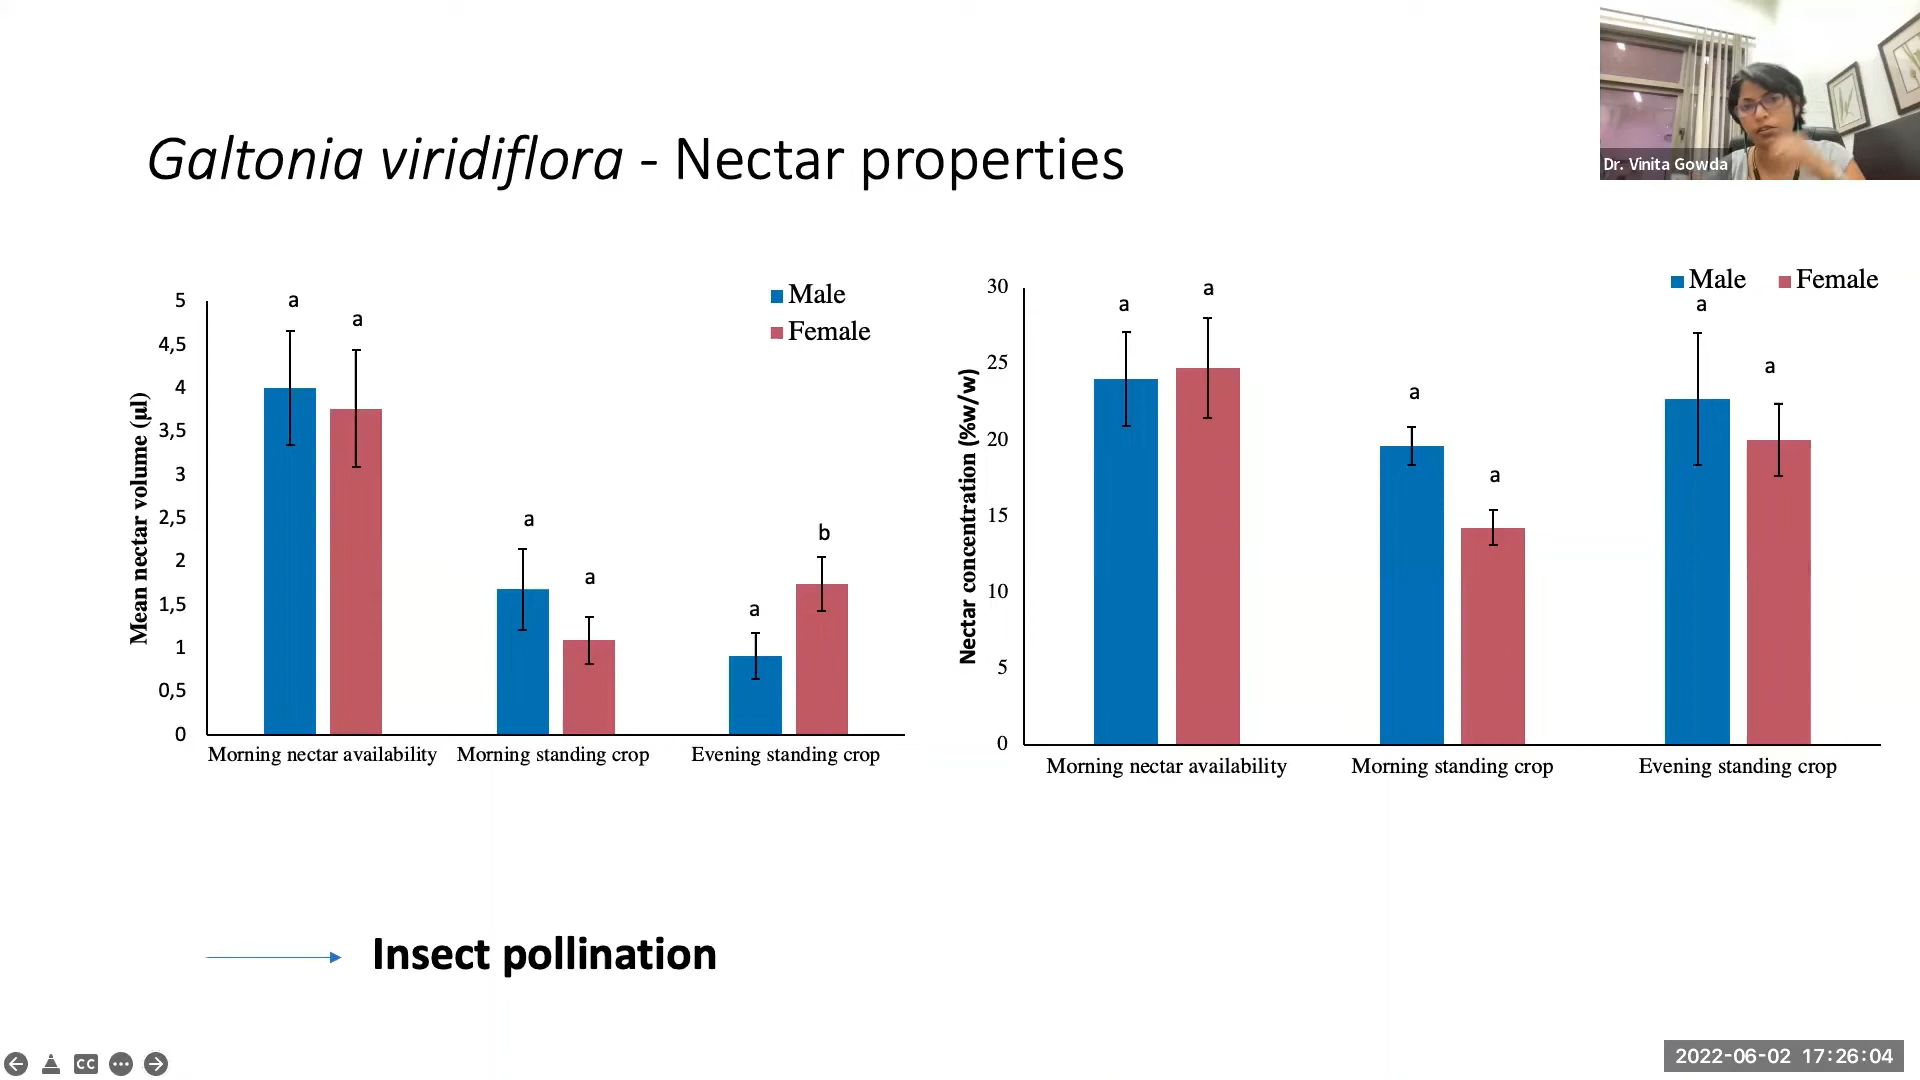 Dr. Vinita Gowda
Galtonia viridiflora - Nectar properties
Male
Female
Mean nectar volume (µl)
5
4,5
4
3,5
3
2,5
2
1,5
1
0,5
0
a
a
a
a
a
b
Morning nectar availability
Morning standing crop
Evening standing crop
Male
Female
Nectar concentration (%w/w)
30
25
20
15
10
5
0
a
a
a
a
a
a
Morning nectar availability
Morning standing crop
Evening standing crop
Insect pollination
CC
2022-06-02 17:26:04